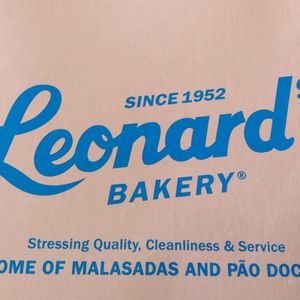 SINCE 1952
Leonard's
BAKERY®
Stressing Quality, Cleanliness & Service
OME OF MALASADAS AND PÃO DOC